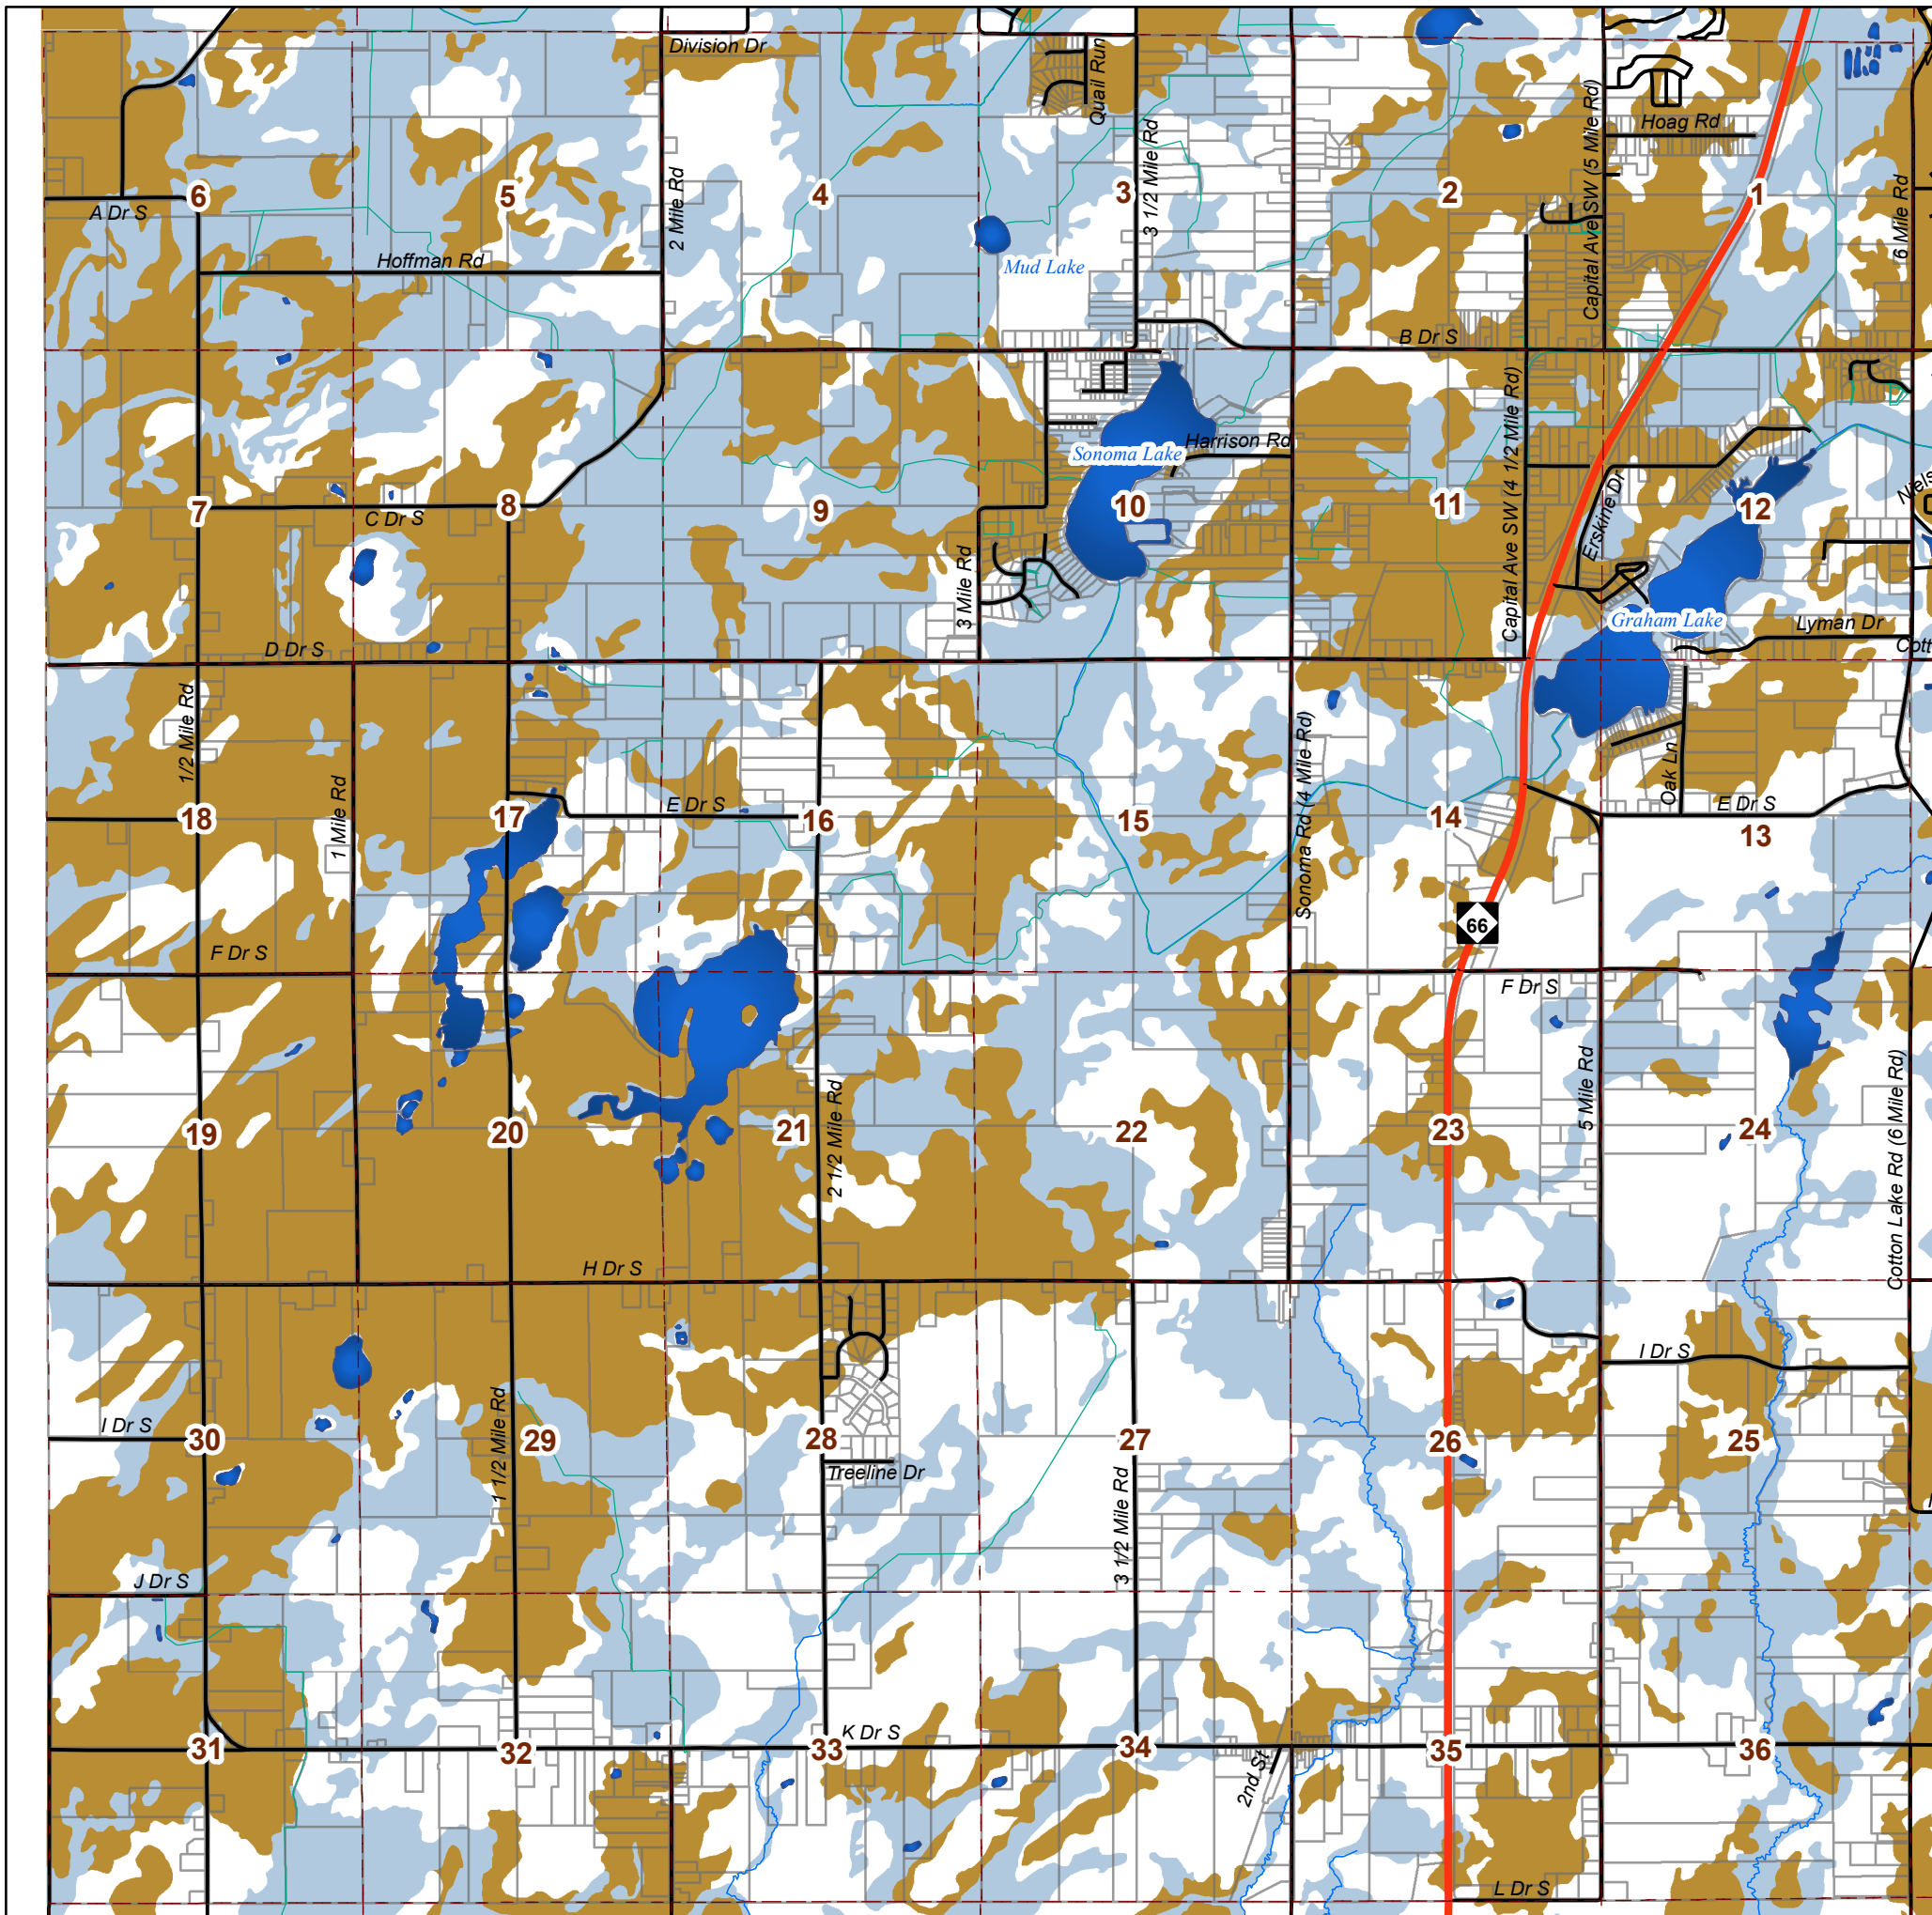 Division Dr
Quail Run
Hoag Rd
Capital Ave SW (5 Mile Rd)
3 1/2 Mile Rd
2 Mile Rd
6 Mile Rd
6
5
4
3
2
1
A Dr S
Hoffman Rd
Mud Lake
B Dr S
Capital Ave SW (4 1/2 Mile Rd)
Harrison Rd
Sonoma Lake
Erskine Dr
Niels
7
8
9
10
11
12
C Dr S
3 Mile Rd
Graham Lake
Lyman Dr
Cott
D Dr S
1/2 Mile Rd
1 Mile Rd
Sonoma Rd (4 Mile Rd)
Oak Ln
E Dr S
E Dr S
18
17
16
15
14
13
66
F Dr S
F Dr S
5 Mile Rd
2 1/2 Mile Rd
Cotton Lake Rd (6 Mile Rd)
19
20
21
22
23
24
H Dr S
I Dr S
I Dr S
1 1/2 Mile Rd
30
29
28
27
26
25
Treeline Dr
3 1/2 Mile Rd
J Dr S
K Dr S
31
32
33
34
35
36
2nd St
L Dr S